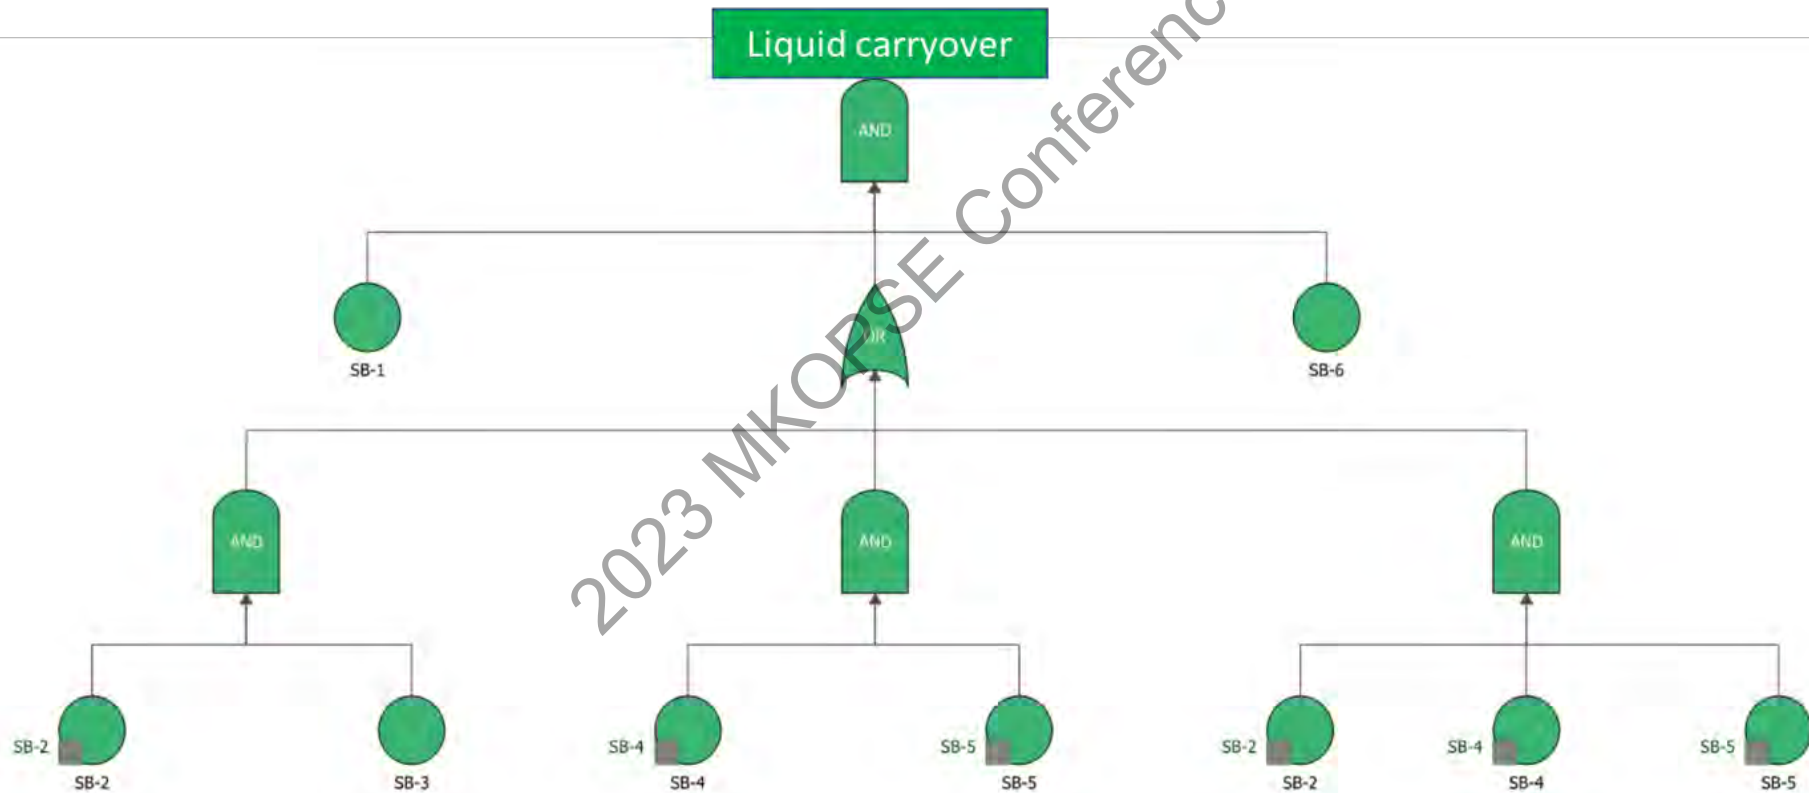 Liquid carryover
AND
SB-1
OR
SB-6
AND
AND
AND
SB-2
SB-2
SB-3
SB-4
SB-4
SB-5
SB-5
SB-2
SB-2
SB-4
SB-4
SB-5
SB-5
2023 MKOPSE Conferenc